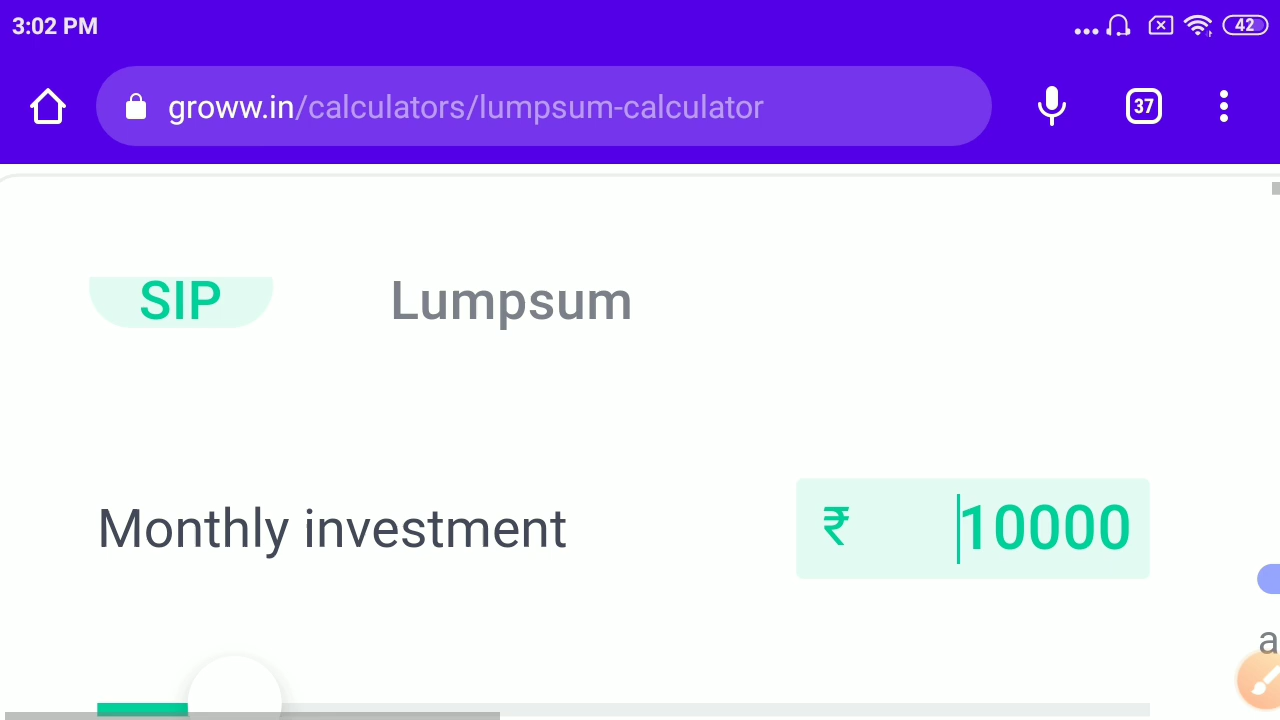 3:02 PM
42
groww.in/calculators/lumpsum-calculator
37
SIP Lumpsum
Monthly investment ₹ 10000
a